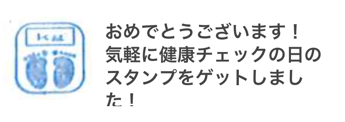 Kg
おめでとうございます！
気軽に健康チェックの日の
スタンプをゲットしまし
た！